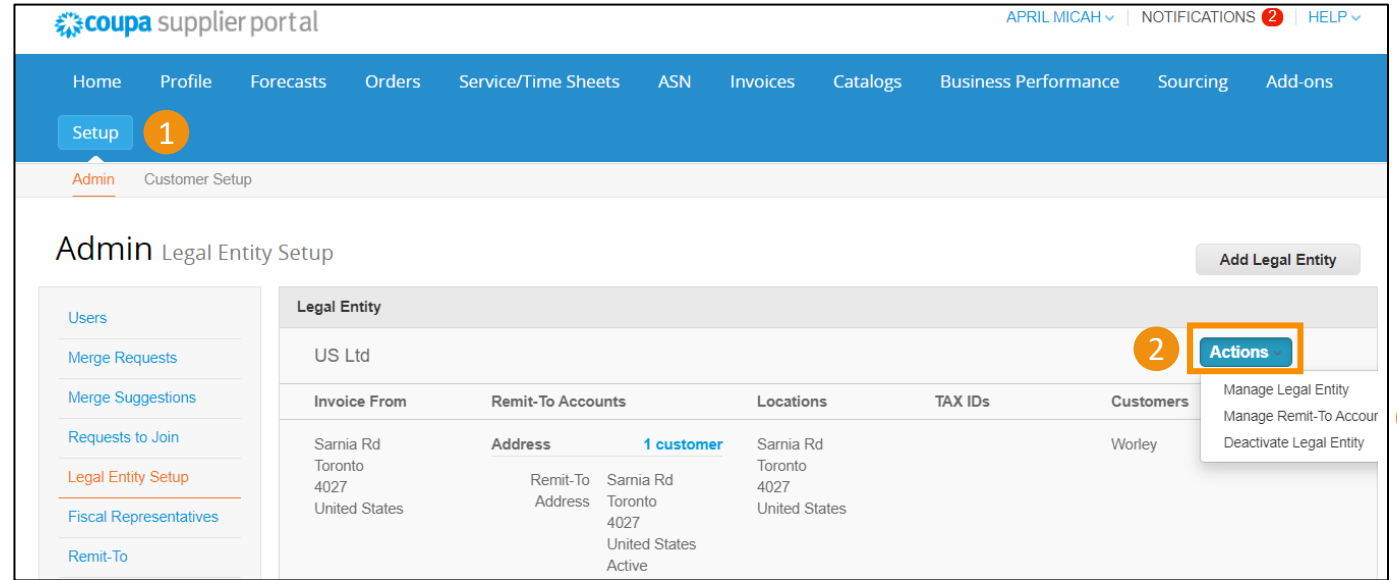 coupa supplier portal
APRIL MICAH NOTIFICATIONS 2 HELP
Home Profile Forecasts Orders Service/Time Sheets ASN Invoices Catalogs Business Performance Sourcing Add-ons
Setup 1
Admin Customer Setup
Admin Legal Entity Setup
Add Legal Entity
Users
Merge Requests
Merge Suggestions
Requests to Join
Legal Entity Setup
Fiscal Representatives
Remit-To
Legal Entity
US Ltd
2 Actions
Manage Legal Entity
Manage Remit-To Accour
Deactivate Legal Entity
Invoice From Remit-To Accounts Locations TAX IDs Customers
Sarnia Rd
Toronto
4027
United States
Address 1 customer
Remit-To Address
Sarnia Rd
Toronto
4027
United States
Active
Sarnia Rd
Toronto
4027
United States
Worley